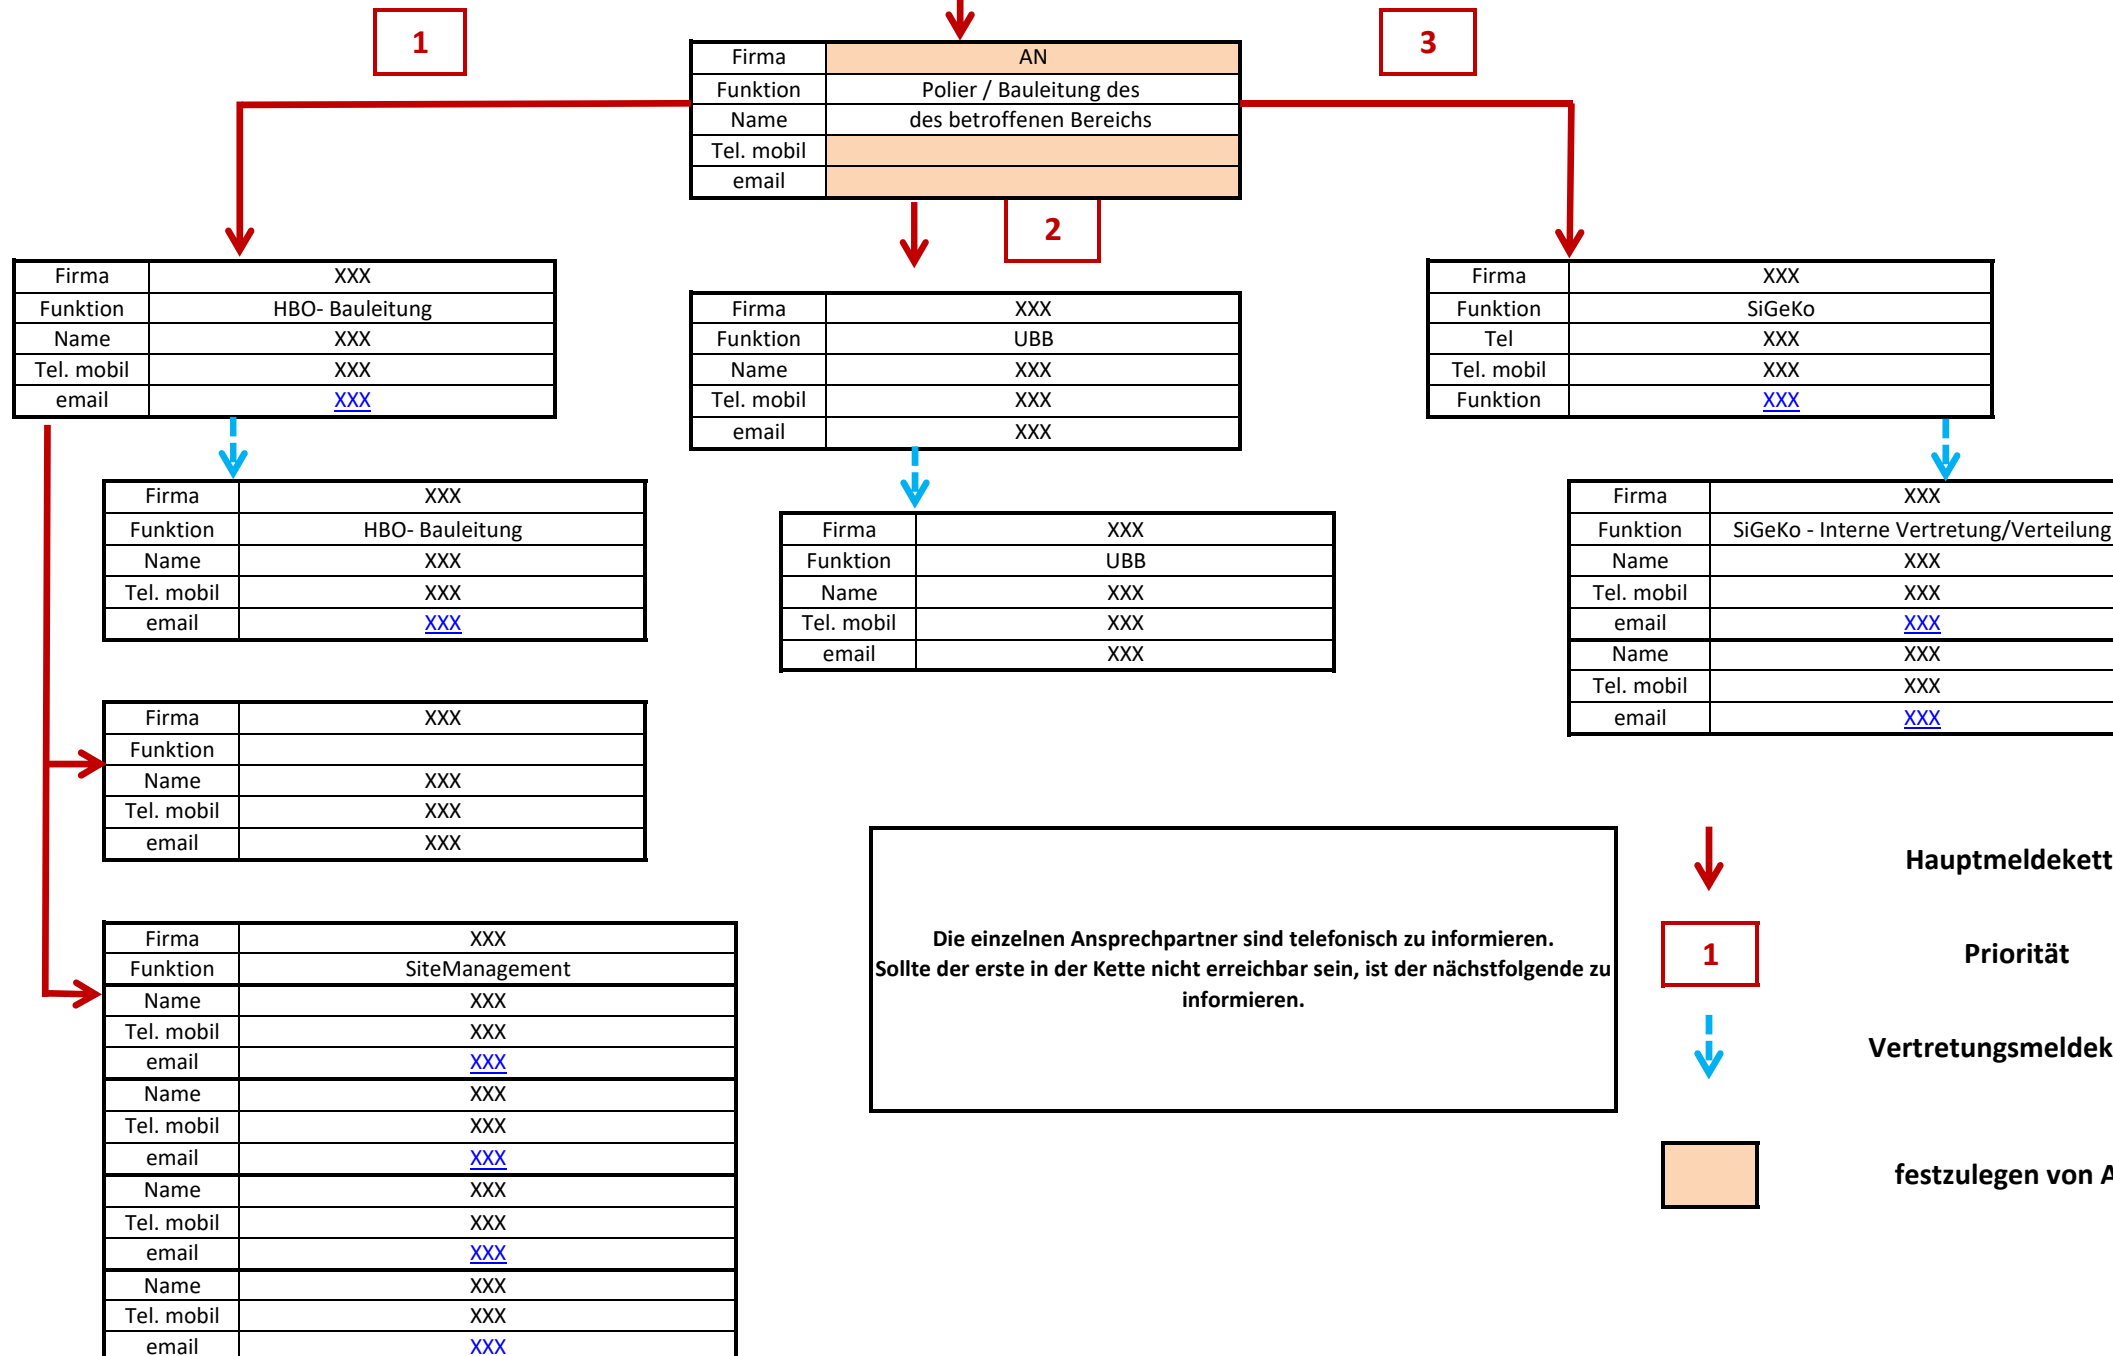 1
3
Firma AN
Funktion Polier / Bauleitung des
Name des betroffenen Bereichs
Tel. mobil
email
2
Firma XXX
Funktion HBO- Bauleitung
Name XXX
Tel. mobil XXX
email XXX
Firma XXX
Funktion UBB
Name XXX
Tel. mobil XXX
email XXX
Firma XXX
Funktion SiGeKo
Tel XXX
Tel. mobil XXX
Funktion XXX
Firma XXX
Funktion HBO- Bauleitung
Name XXX
Tel. mobil XXX
email XXX
Firma XXX
Funktion UBB
Name XXX
Tel. mobil XXX
email XXX
Firma XXX
Funktion SiGeKo - Interne Vertretung/Verteilung
Name XXX
Tel. mobil XXX
email XXX
Name XXX
Tel. mobil XXX
email XXX
Firma XXX
Funktion
Name XXX
Tel. mobil XXX
email XXX
Firma XXX
Funktion SiteManagement
Name XXX
Tel. mobil XXX
email XXX
Name XXX
Tel. mobil XXX
email XXX
Name XXX
Tel. mobil XXX
email XXX
Name XXX
Tel. mobil XXX
email XXX
Die einzelnen Ansprechpartner sind telefonisch zu informieren.
Sollte der erste in der Kette nicht erreichbar sein, ist der nächstfolgende zu
informieren.
Hauptmeldekett
1 Priorität
Vertretungsmeldek
festzulegen von A